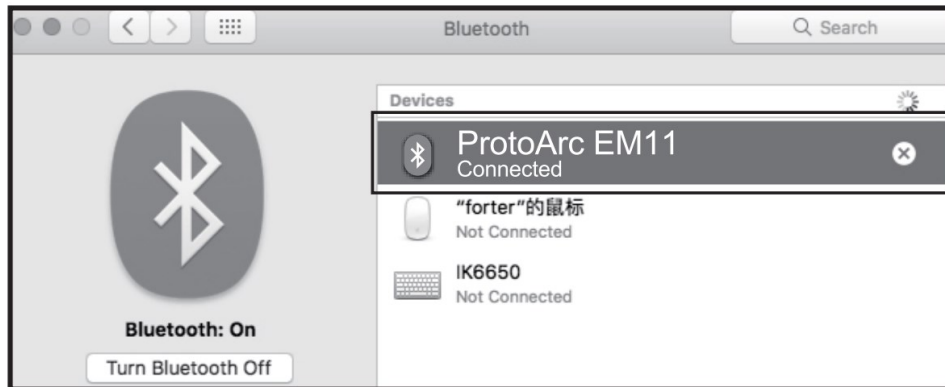 Bluetooth
Search
Devices
ProtoArc EM11
Connected
“forter”的鼠标
Not Connected
IK6650
Not Connected
Bluetooth: On
Turn Bluetooth Off